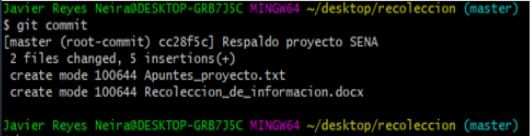 Javier Reyes Neira@DESKTOP-GRB7J5C MINGW64 ~/desktop/recoleccion (master)
$ git commit
[master (root-commit) cc28f5c] Respaldo proyecto SENA
 2 files changed, 5 insertions(+)
 create mode 100644 Apuntes_proyecto.txt
 create mode 100644 Recoleccion_de_informacion.docx
Javier Reyes Neira@DESKTOP-GRB7J5C MINGW64 ~/desktop/recoleccion (master)